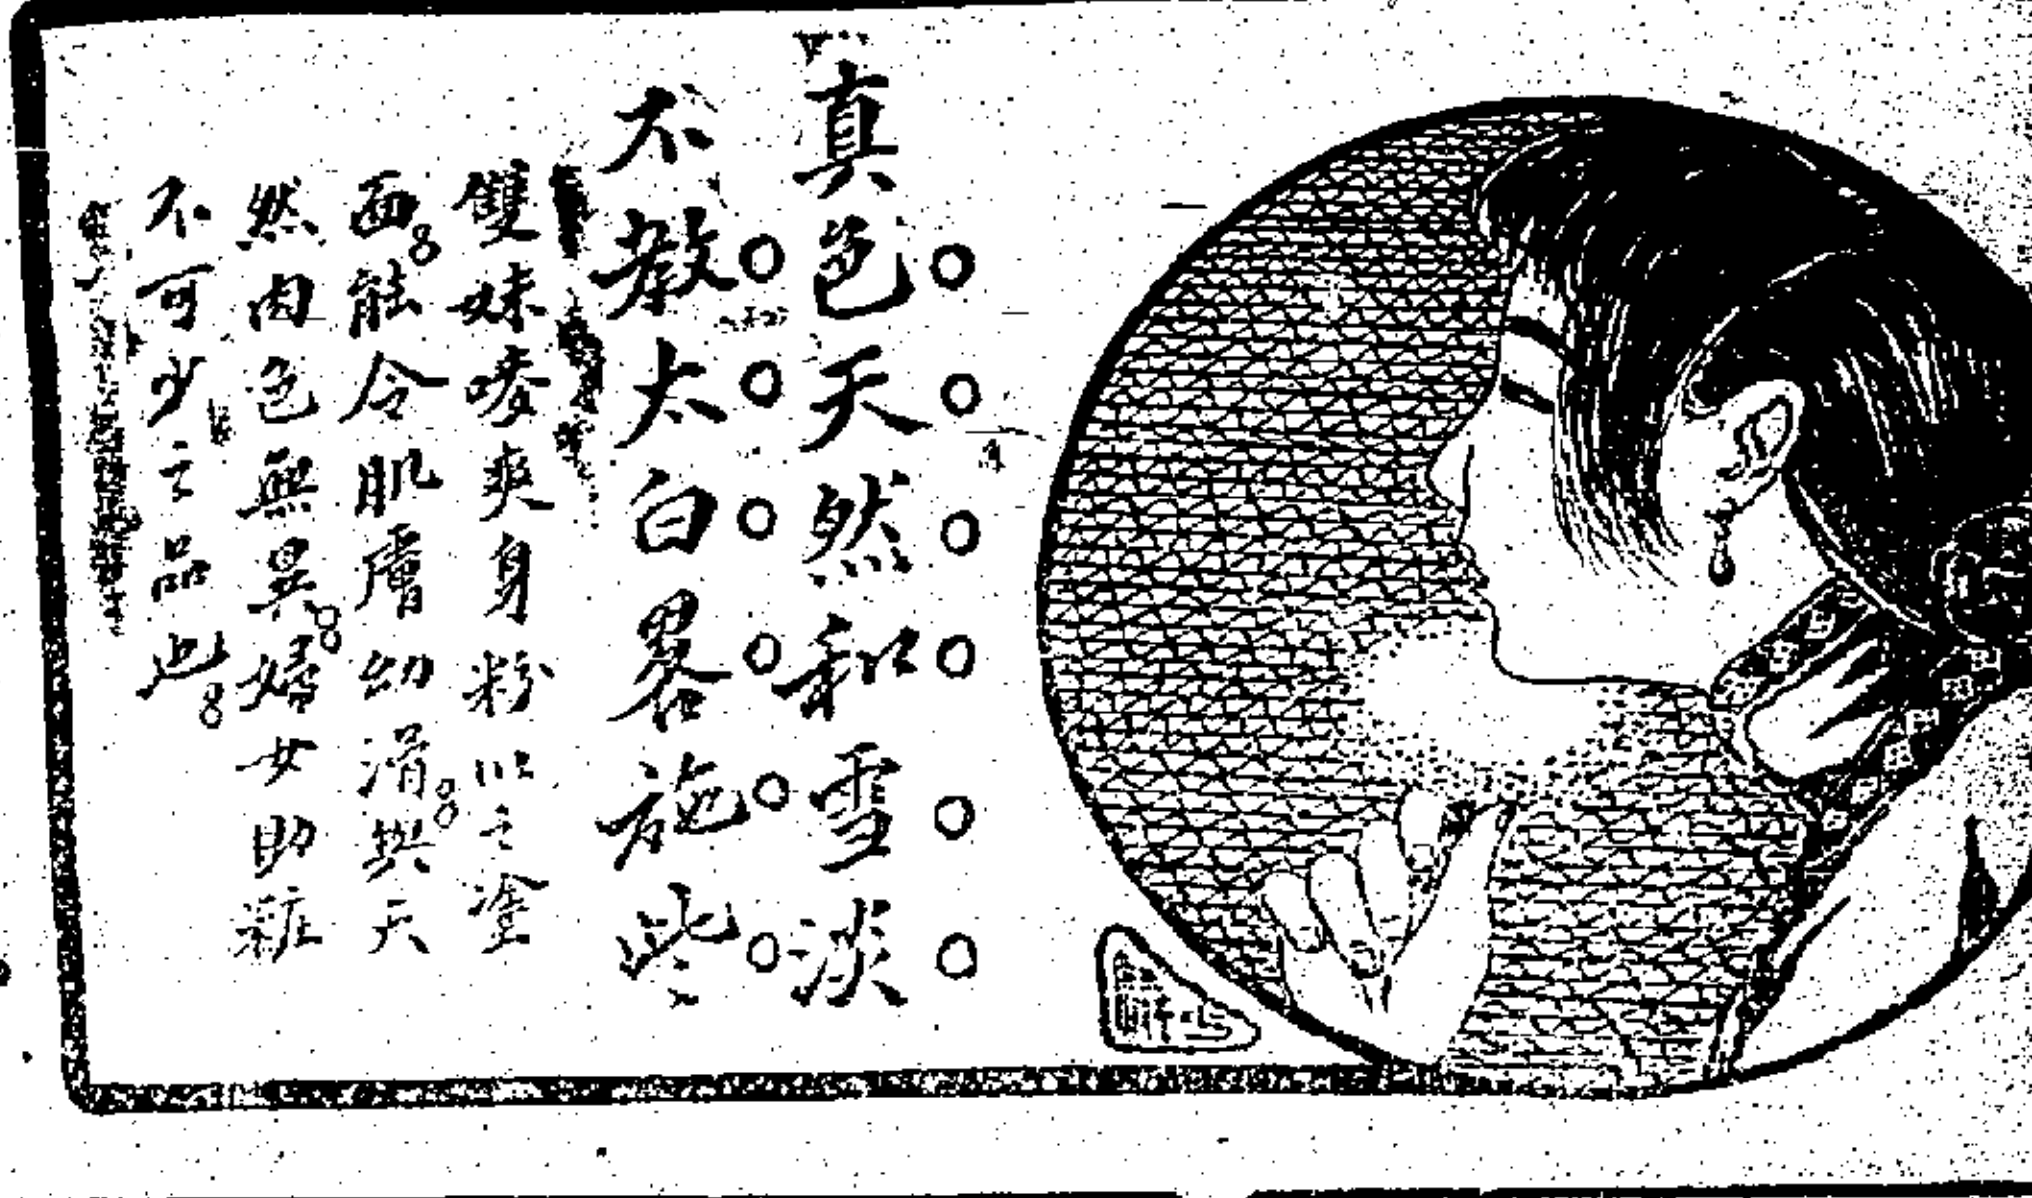 真色天然和雪淡
不教太白畧施些
雙妹嘜爽身粉以之塗
面能令肌膚幼滑與天
然肉色無異婦女助粧
不可少之品也